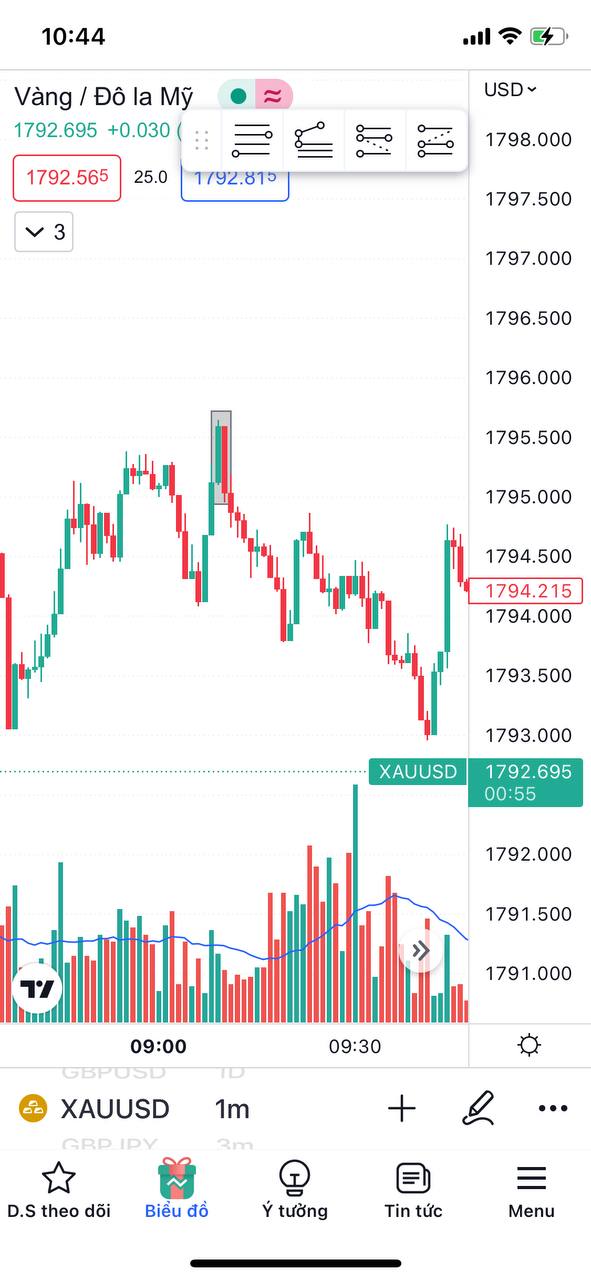 10:44
Vàng / Đô la Mỹ
USD
1792.695 +0.030 (
1792.565 25.0 1792.815
3
1798.000
1797.500
1797.000
1796.500
1796.000
1795.500
1795.000
1794.500
1794.215
1794.000
1793.500
1793.000
XAUUSD 1792.695
00:55
1792.000
1791.500
1791.000
09:00 09:30
GBPUSD 1D
XAUUSD 1m
GBPJPY 3m
D.S theo dõi Biểu đồ Ý tưởng Tin tức Menu